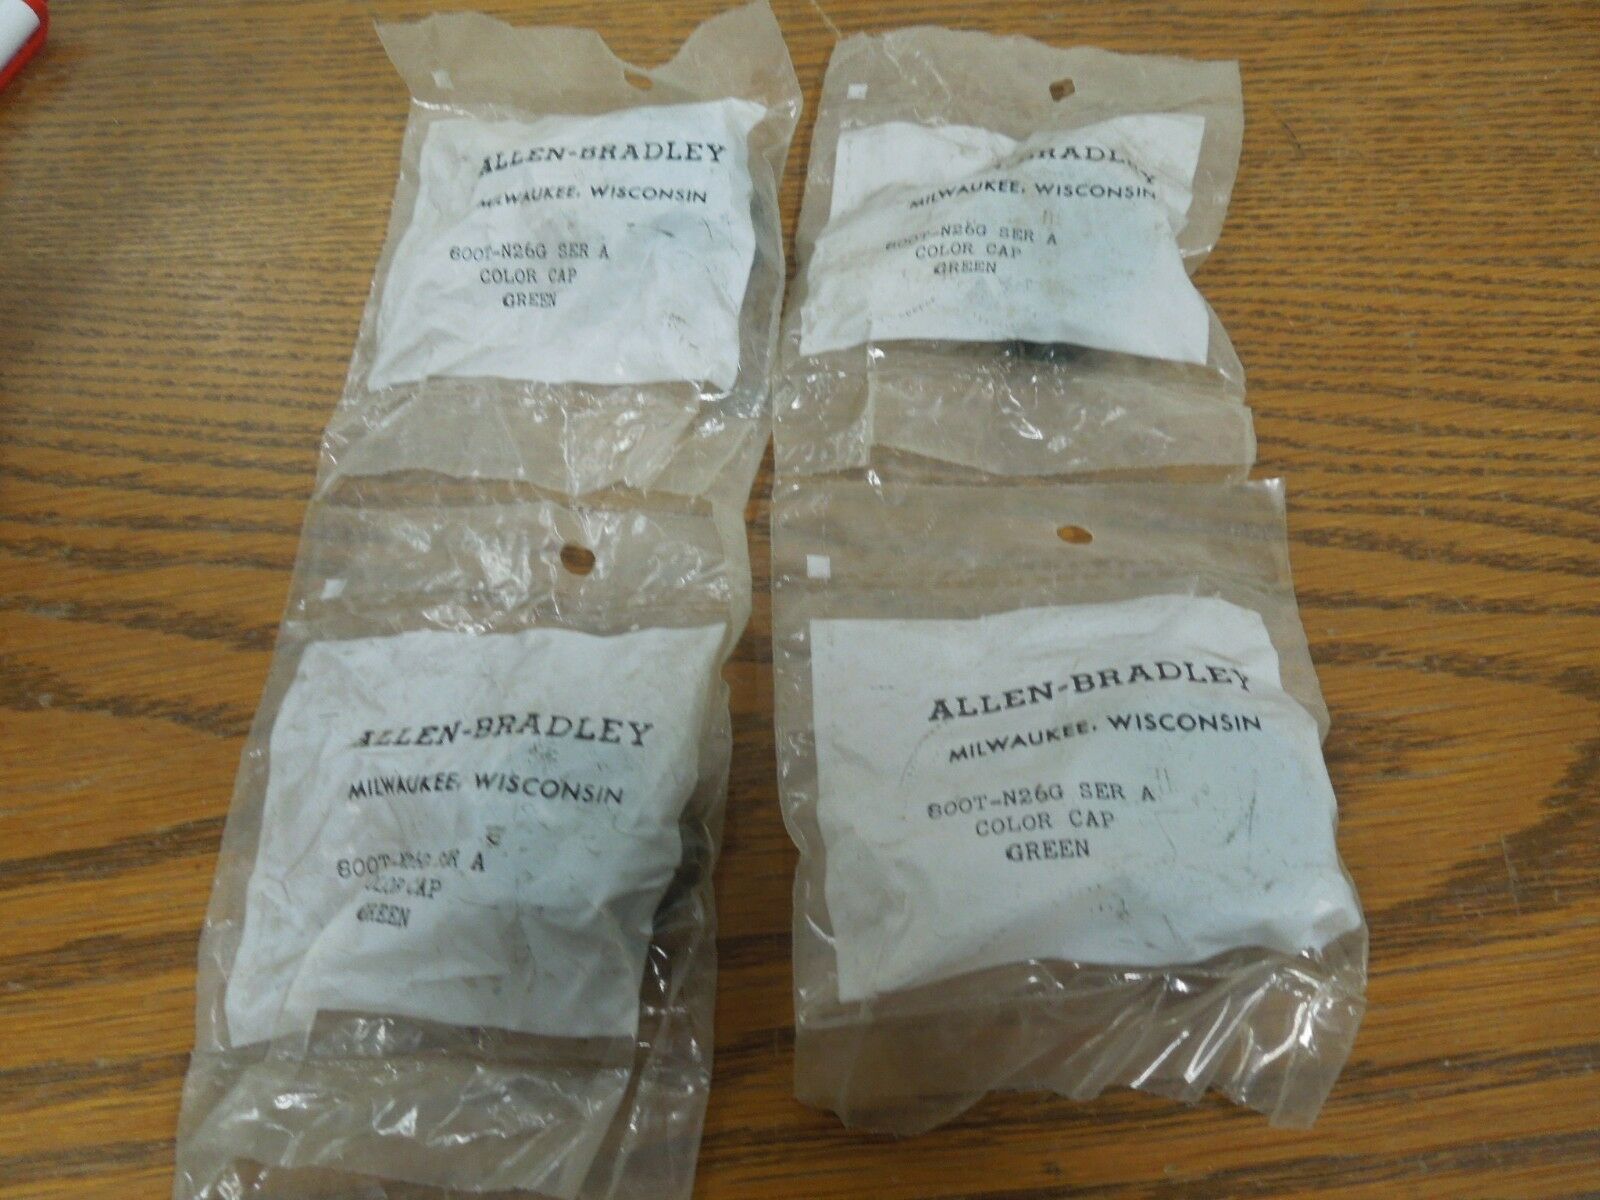 ALLEN-BRADLEY
MILWAUKEE, WISCONSIN
800T-N26G SER A
COLOR CAP
GREEN
BRADLEY
MILWAUKEE, WISCONSIN
800T-N26G SER A
COLOR CAP
GREEN
ALLEN-BRADLEY
MILWAUKEE, WISCONSIN
A
CAP
GREEN
ALLEN-BRADLEY
MILWAUKEE, WISCONSIN
800T-N26G SER A
COLOR CAP
GREEN